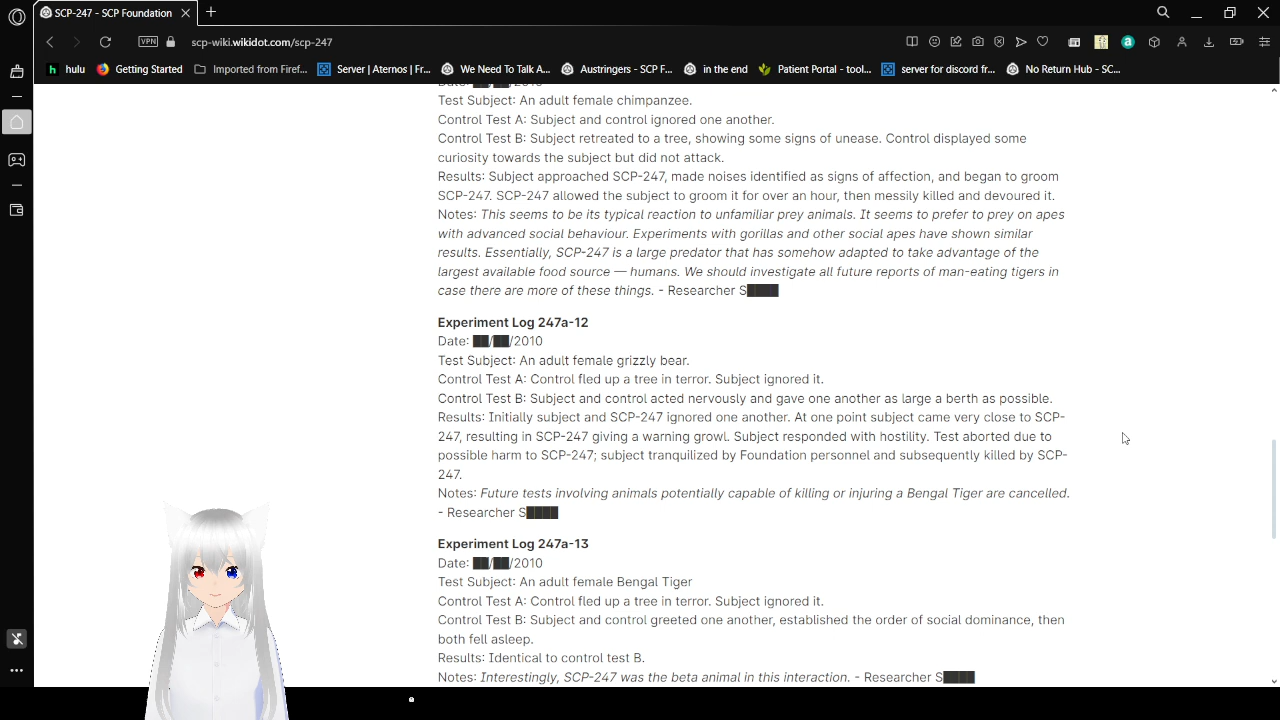 SCP-247 - SCP Foundation
VPN scp-wiki.wikidot.com/scp-247
hulu Getting Started Imported from Firef... Server | Aternos | Fr... We Need To Talk A... Austringers - SCP F... in the end Patient Portal - tool... server for discord fr... No Return Hub - SC...
Date: ██/██/2010
Test Subject: An adult female chimpanzee.
Control Test A: Subject and control ignored one another.
Control Test B: Subject retreated to a tree, showing some signs of unease. Control displayed some
curiosity towards the subject but did not attack.
Results: Subject approached SCP-247, made noises identified as signs of affection, and began to groom
SCP-247. SCP-247 allowed the subject to groom it for over an hour, then messily killed and devoured it.
Notes: This seems to be its typical reaction to unfamiliar prey animals. It seems to prefer to prey on apes
with advanced social behaviour. Experiments with gorillas and other social apes have shown similar
results. Essentially, SCP-247 is a large predator that has somehow adapted to take advantage of the
largest available food source — humans. We should investigate all future reports of man-eating tigers in
case there are more of these things. - Researcher S████
Experiment Log 247a-12
Date: ██/██/2010
Test Subject: An adult female grizzly bear.
Control Test A: Control fled up a tree in terror. Subject ignored it.
Control Test B: Subject and control acted nervously and gave one another as large a berth as possible.
Results: Initially subject and SCP-247 ignored one another. At one point subject came very close to SCP-
247, resulting in SCP-247 giving a warning growl. Subject responded with hostility. Test aborted due to
possible harm to SCP-247; subject tranquilized by Foundation personnel and subsequently killed by SCP-
247.
Notes: Future tests involving animals potentially capable of killing or injuring a Bengal Tiger are cancelled.
- Researcher S████
Experiment Log 247a-13
Date: ██/██/2010
Test Subject: An adult female Bengal Tiger
Control Test A: Control fled up a tree in terror. Subject ignored it.
Control Test B: Subject and control greeted one another, established the order of social dominance, then
both fell asleep.
Results: Identical to control test B.
Notes: Interestingly, SCP-247 was the beta animal in this interaction. - Researcher S████